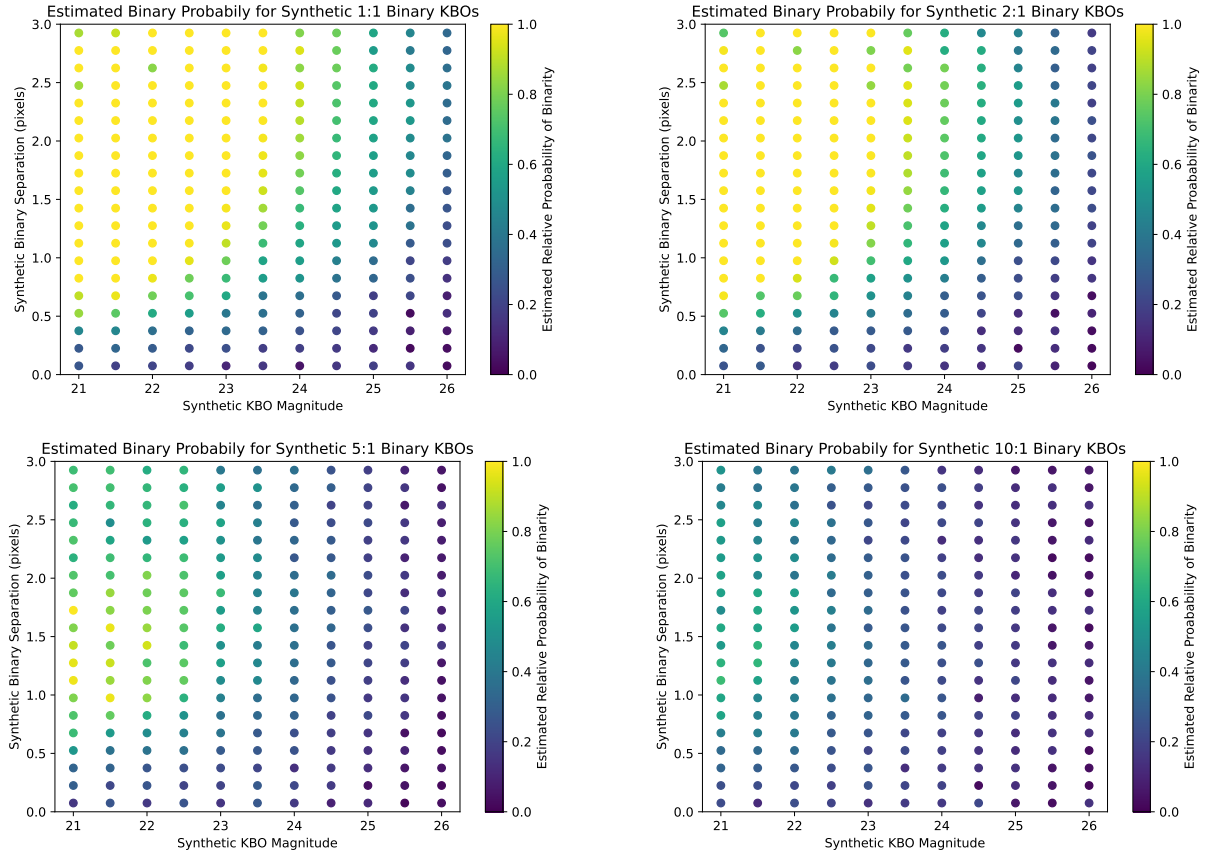 Estimated Binary Probabily for Synthetic 1:1 Binary KBOs
3.0
2.5
2.0
1.5
1.0
0.5
0.0
Synthetic Binary Separation (pixels)
21 22 23 24 25 26
Synthetic KBO Magnitude
1.0
0.8
0.6
0.4
0.2
0.0
Estimated Relative Proability of Binarity
Estimated Binary Probabily for Synthetic 2:1 Binary KBOs
3.0
2.5
2.0
1.5
1.0
0.5
0.0
Synthetic Binary Separation (pixels)
21 22 23 24 25 26
Synthetic KBO Magnitude
1.0
0.8
0.6
0.4
0.2
0.0
Estimated Relative Proability of Binarity
Estimated Binary Probabily for Synthetic 5:1 Binary KBOs
3.0
2.5
2.0
1.5
1.0
0.5
0.0
Synthetic Binary Separation (pixels)
21 22 23 24 25 26
Synthetic KBO Magnitude
1.0
0.8
0.6
0.4
0.2
0.0
Estimated Relative Proability of Binarity
Estimated Binary Probabily for Synthetic 10:1 Binary KBOs
3.0
2.5
2.0
1.5
1.0
0.5
0.0
Synthetic Binary Separation (pixels)
21 22 23 24 25 26
Synthetic KBO Magnitude
1.0
0.8
0.6
0.4
0.2
0.0
Estimated Relative Proability of Binarity